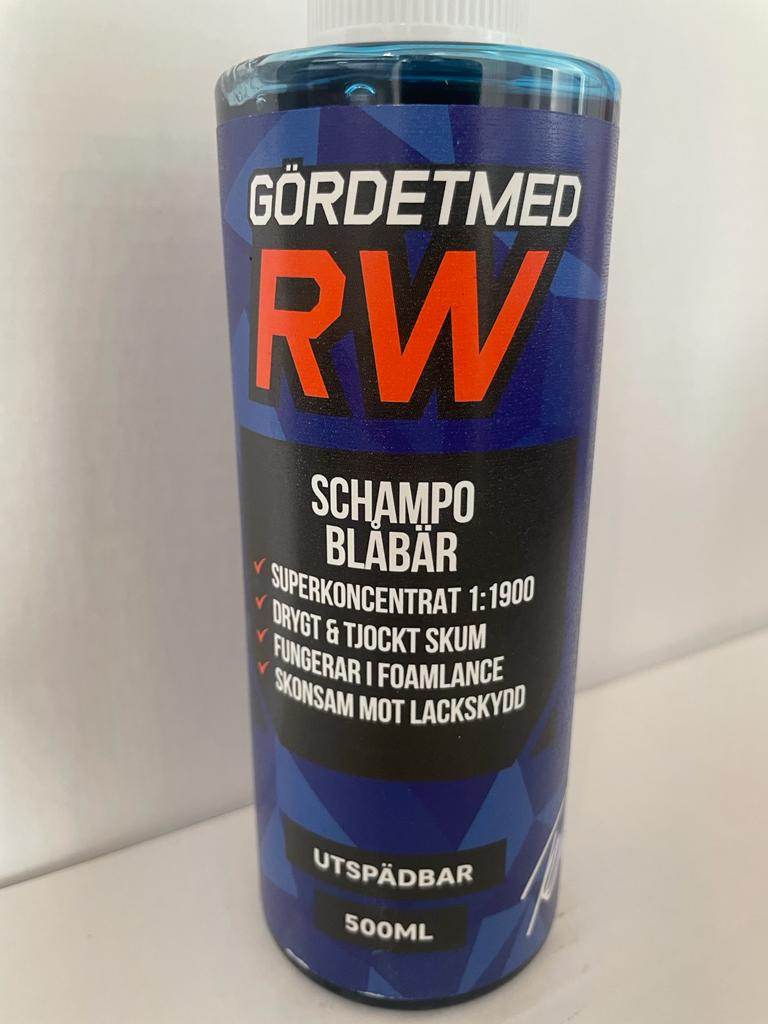 GÖRDETMED
RW
SCHAMPO
BLÅBÄR
SUPERKONCENTRAT 1:1900
DRYGT & TJOCKT SKUM
FUNGERAR I FOAMLANCE
SKONSAM MOT LACKSKYDD
UTSPÄDBAR
500ML